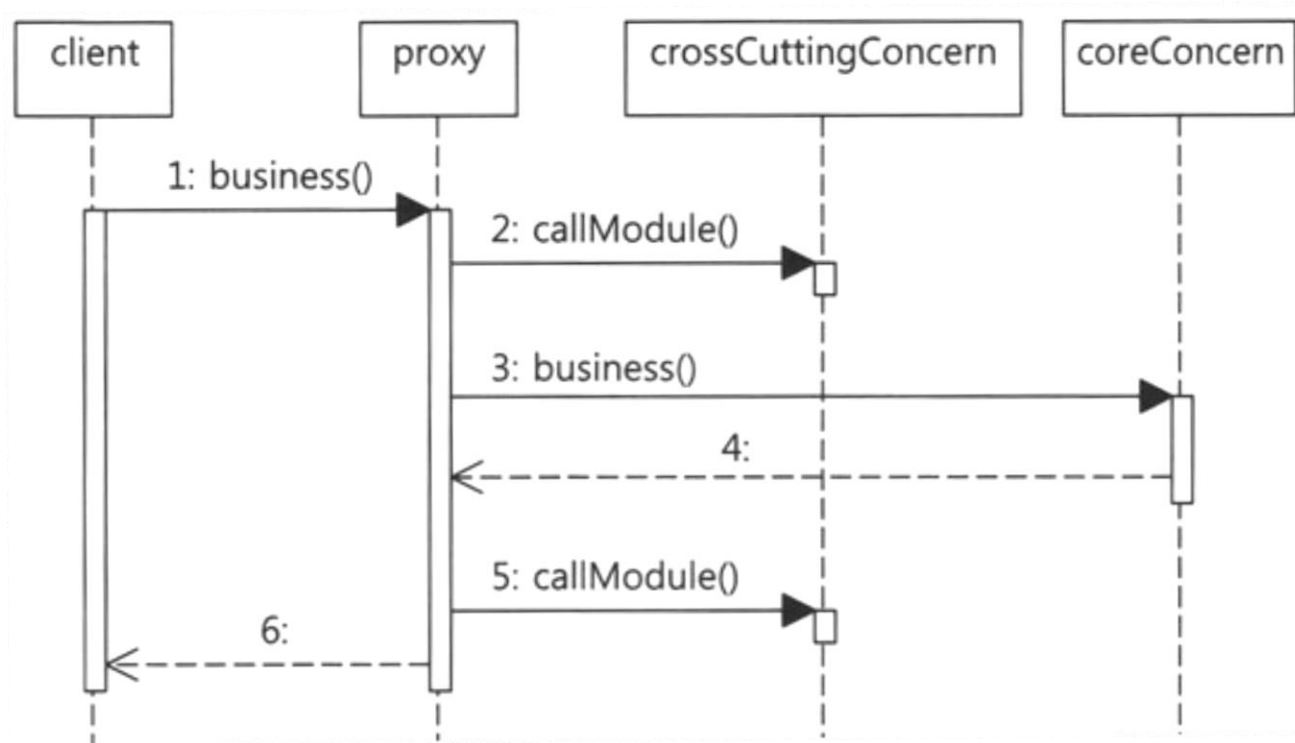 client
proxy
crossCuttingConcern
coreConcern
1: business()
2: callModule()
3: business()
4:
5: callModule()
6: